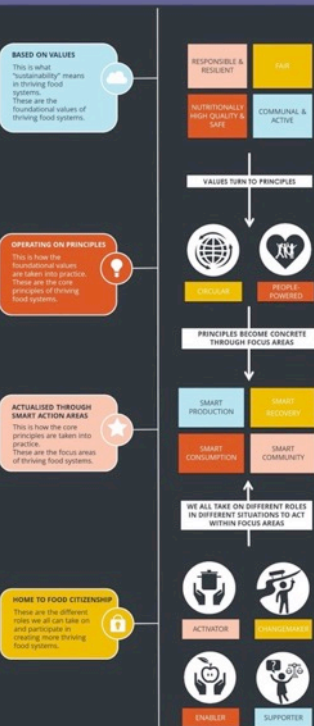 BASED ON VALUES
This is what
"sustainability" means
in thriving food
systems.
These are the
foundational values of
thriving food systems.
RESPONSIBLE &
RESILIENT
FAIR
NUTRITIONALLY
HIGH QUALITY &
SAFE
COMMUNAL &
ACTIVE
VALUES TURN TO PRINCIPLES
OPERATING ON PRINCIPLES
This is how the
foundational values
are taken into practice.
These are the core
principles of thriving
food systems.
CIRCULAR
PEOPLE-
POWERED
PRINCIPLES BECOME CONCRETE
THROUGH FOCUS AREAS
ACTUALISED THROUGH
SMART ACTION AREAS
This is how the core
principles are taken into
practice.
These are the focus areas
of thriving food systems.
SMART
PRODUCTION
SMART
RECOVERY
SMART
CONSUMPTION
SMART
COMMUNITY
WE ALL TAKE ON DIFFERENT ROLES
IN DIFFERENT SITUATIONS TO ACT
WITHIN FOCUS AREAS
HOME TO FOOD CITIZENSHIP
These are the different
roles we all can take on
and participate in
creating more thriving
food systems.
ACTIVATOR
CHANGEMAKER
ENABLER
SUPPORTER